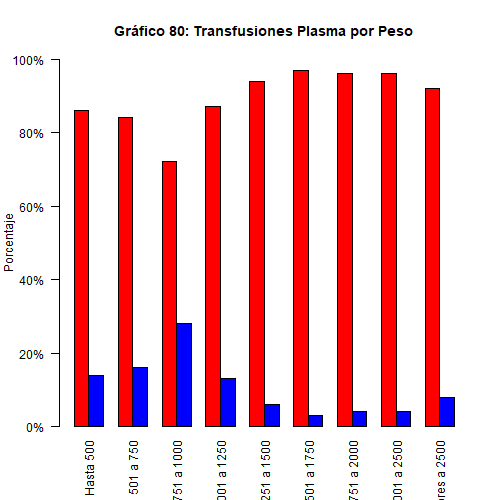 Gráfico 80: Transfusiones Plasma por Peso
Porcentaje
100%
80%
60%
40%
20%
0%
Hasta 500
501 a 750
751 a 1000
001 a 1250
251 a 1500
501 a 1750
751 a 2000
001 a 2500
res a 2500